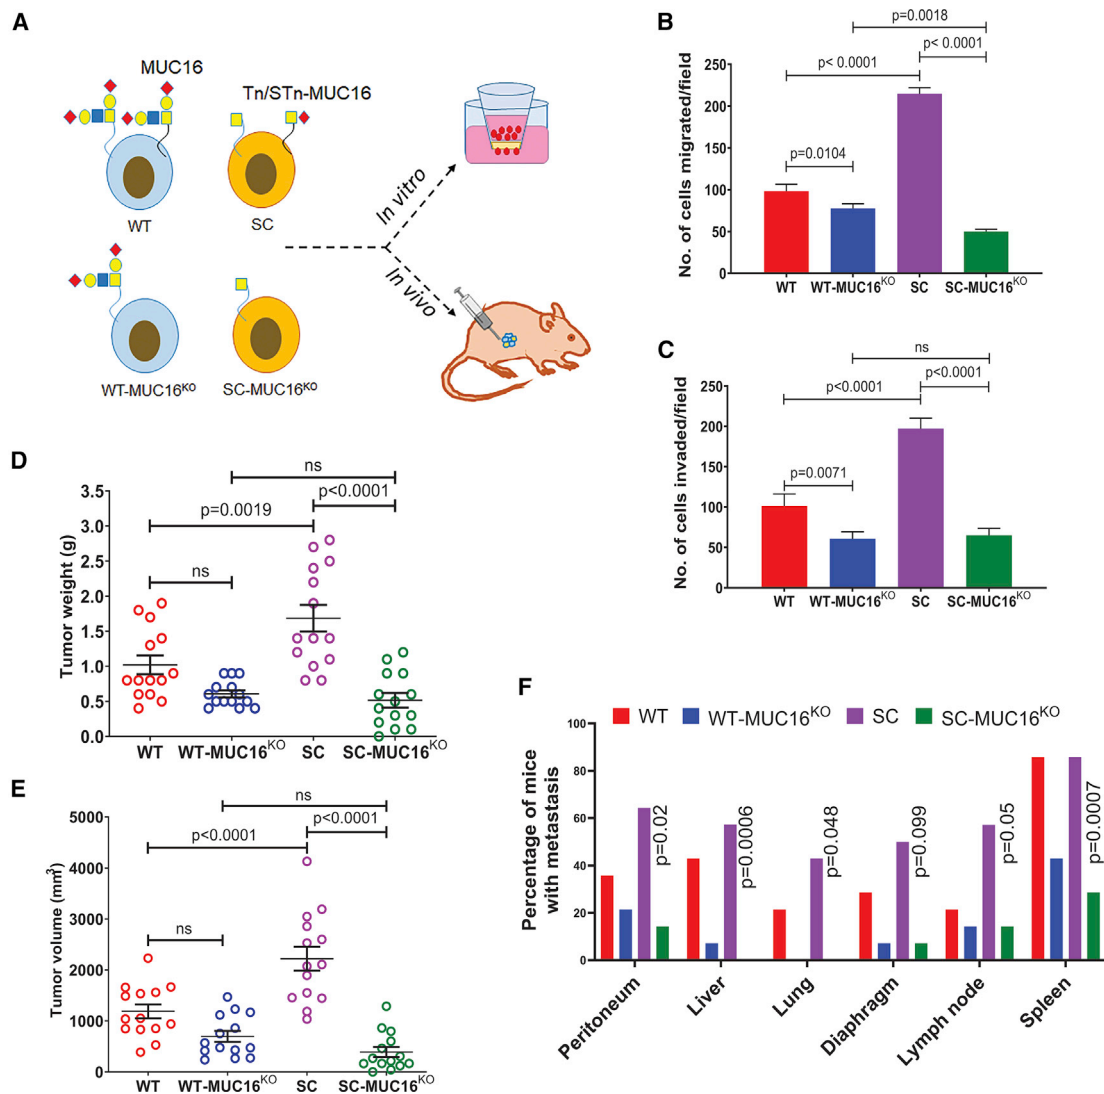 A
MUC16
Tn/STn-MUC16
WT
SC
WT-MUC16KO
SC-MUC16KO
In vitro
In vivo
B
No. of cells migrated/field
250
200
150
100
50
0
p=0.0018
p< 0.0001
p< 0.0001
p=0.0104
WT
WT-MUC16KO
SC
SC-MUC16KO
C
No. of cells invaded/field
250
200
150
100
50
0
ns
p<0.0001
p<0.0001
p=0.0071
WT
WT-MUC16KO
SC
SC-MUC16KO
D
Tumor weight (g)
3.5
3.0
2.0
1.5
1.0
0.5
0.0
ns
p<0.0001
p=0.0019
ns
WT
WT-MUC16KO
SC
SC-MUC16KO
E
Tumor volume (mm3)
5000
4000
3000
2000
1000
0
ns
p<0.0001
p<0.0001
ns
WT
WT-MUC16KO
SC
SC-MUC16KO
F
WT
WT-MUC16KO
SC
SC-MUC16KO
Percentage of mice
with metastasis
100
80
60
40
20
0
p=0.02
p=0.0006
p=0.048
p=0.099
p=0.05
p=0.0007
Peritoneum
Liver
Lung
Diaphragm
Lymph node
Spleen